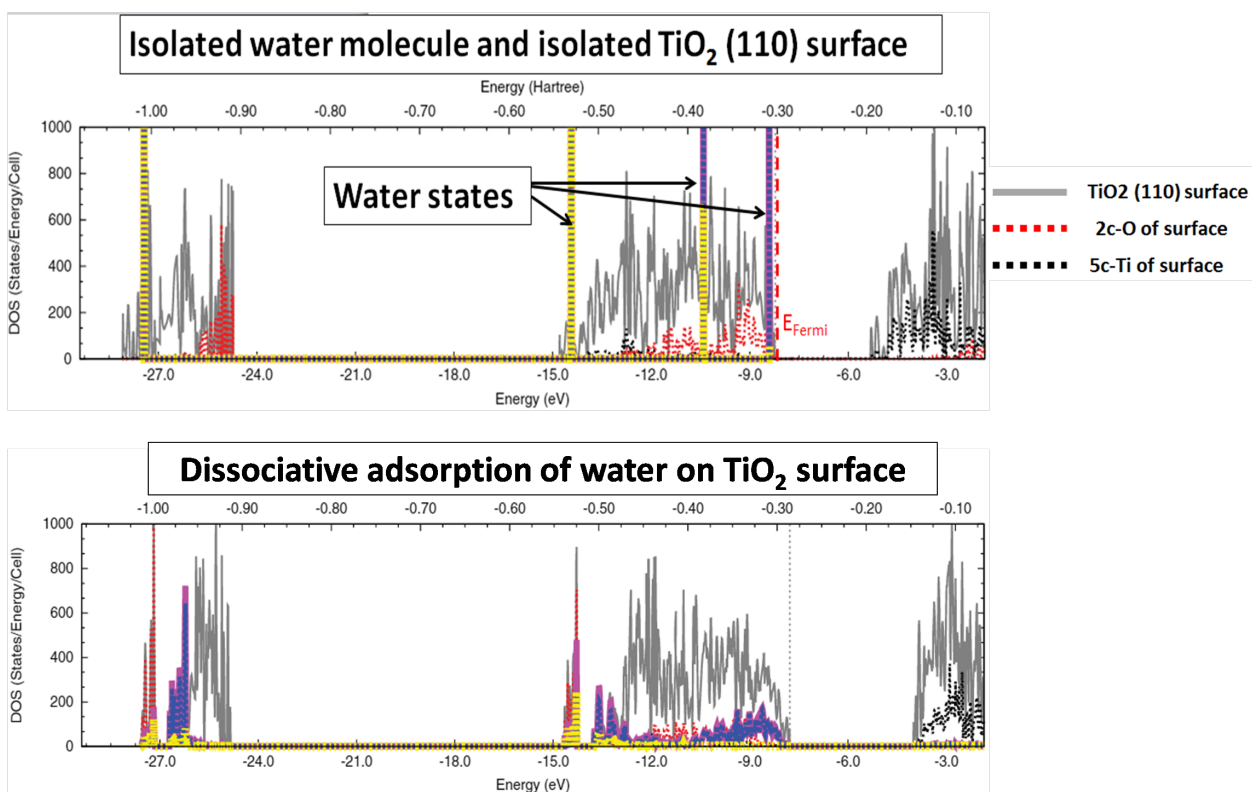 Isolated water molecule and isolated TiO2 (110) surface
Energy (Hartree)
-1.00 -0.90 -0.80 -0.70 -0.60 -0.50 -0.40 -0.30 -0.20 -0.10
1000
800
600
400
200
0
DOS (States/Energy/Cell)
Water states
EFermi
-27.0 -24.0 -21.0 -18.0 -15.0 -12.0 -9.0 -6.0 -3.0
Energy (eV)
TiO2 (110) surface
2c-O of surface
5c-Ti of surface
Dissociative adsorption of water on TiO2 surface
-1.00 -0.90 -0.80 -0.70 -0.60 -0.50 -0.40 -0.30 -0.20 -0.10
1000
800
600
400
200
0
DOS (States/Energy/Cell)
-27.0 -24.0 -21.0 -18.0 -15.0 -12.0 -9.0 -6.0 -3.0
Energy (eV)